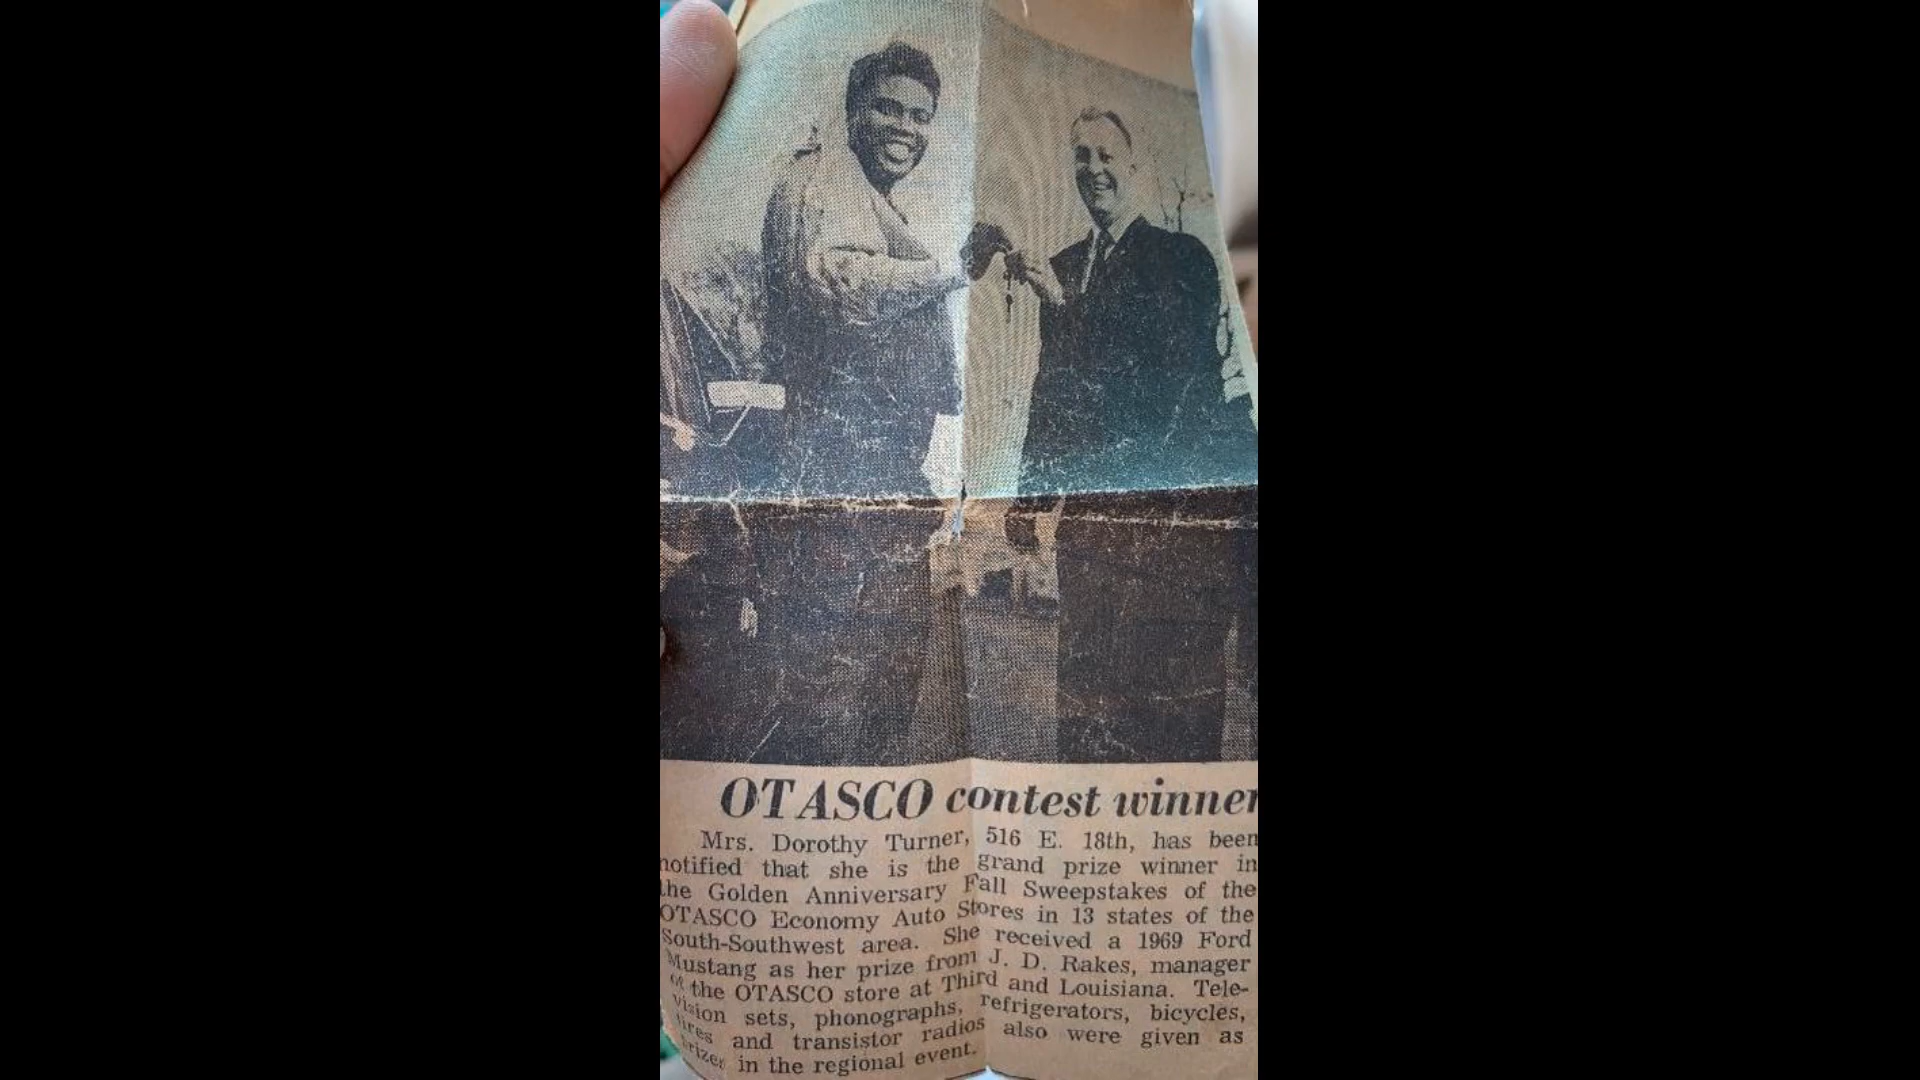 OTASCO contest winner
Mrs. Dorothy Turner, 516 E. 18th, has been
notified that she is the grand prize winner in
the Golden Anniversary Fall Sweepstakes of the
OTASCO Economy Auto Stores in 13 states of the
South-Southwest area. She received a 1969 Ford
Mustang as her prize from J. D. Rakes, manager
of the OTASCO store at Third and Louisiana. Tele-
vision sets, phonographs, refrigerators, bicycles,
tires and transistor radios also were given as
prizes in the regional event.